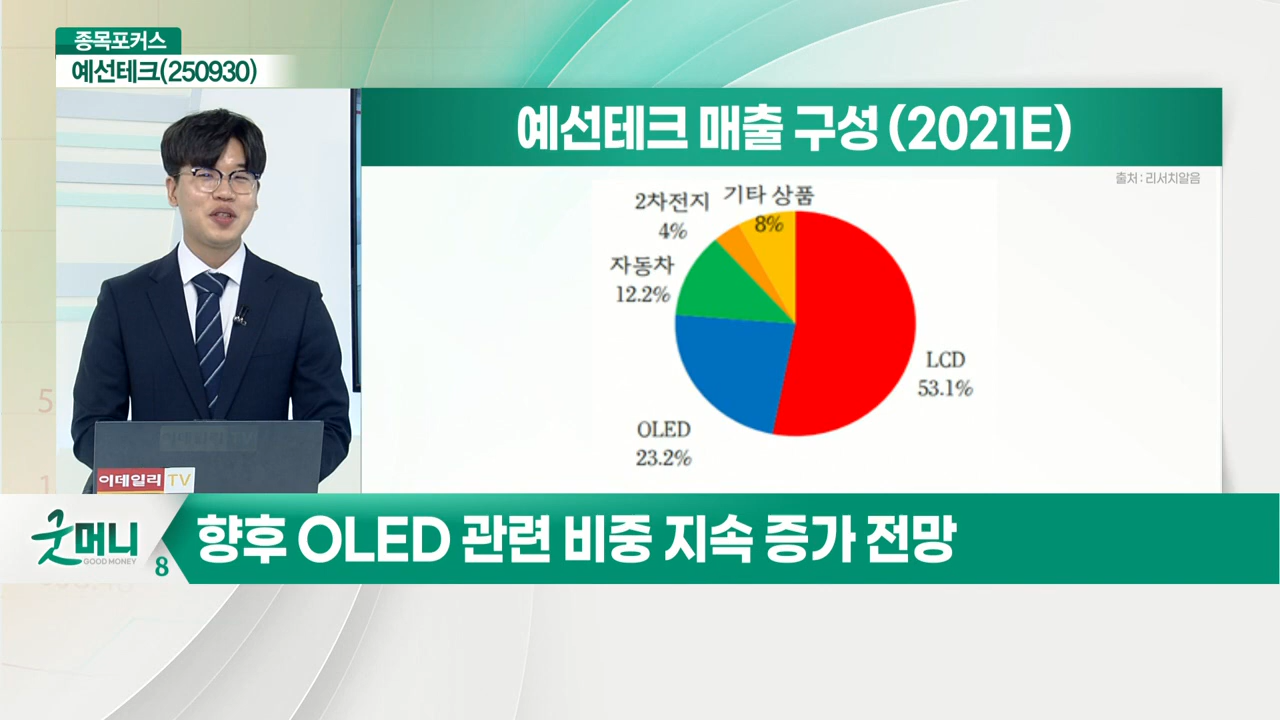 종목포커스
예선테크(250930)
예선테크 매출 구성 (2021E)
출처 : 리서치알음
2차전지
4%
기타 상품
8%
자동차
12.2%
LCD
53.1%
OLED
23.2%
이데일리 TV
5
1
굿머니
GOOD MONEY
8
향후 OLED 관련 비중 지속 증가 전망